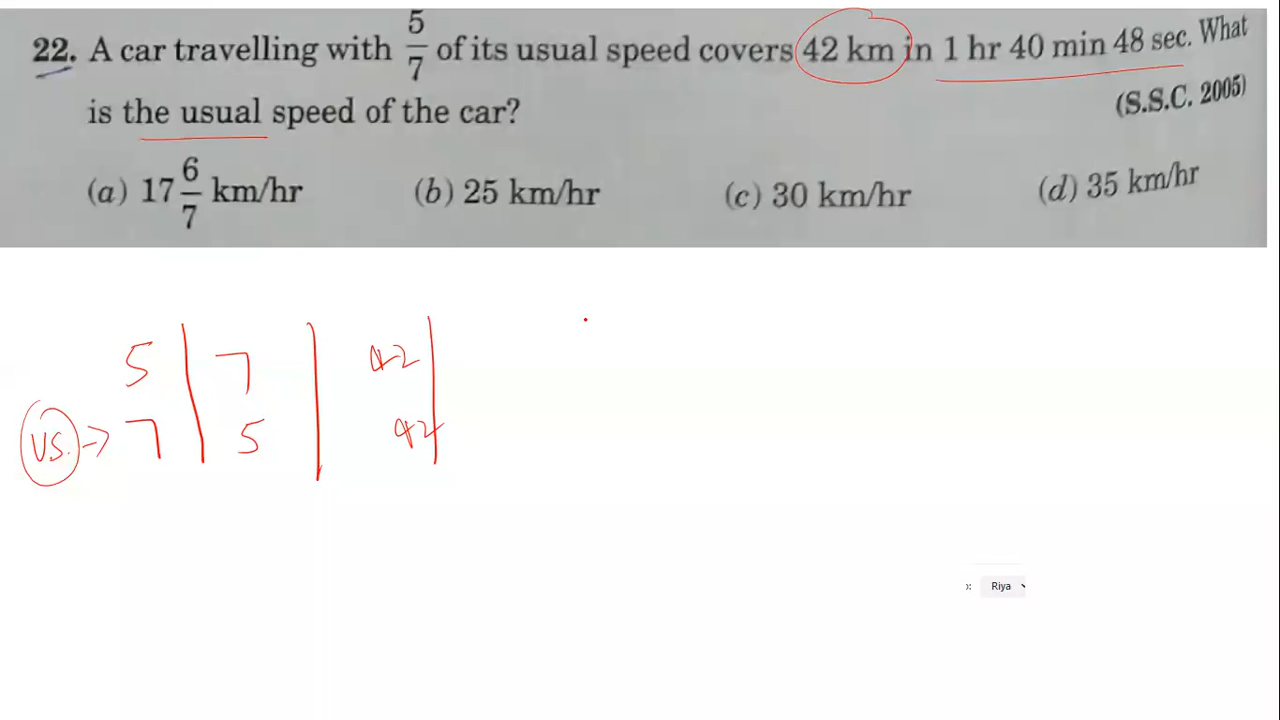 22. A car travelling with 5/7 of its usual speed covers 42 km in 1 hr 40 min 48 sec. What
is the usual speed of the car?
(S.S.C. 2005)
(a) 17 6/7 km/hr (b) 25 km/hr (c) 30 km/hr (d) 35 km/hr
5 7 42
US. → 7 5 42
x: Riya